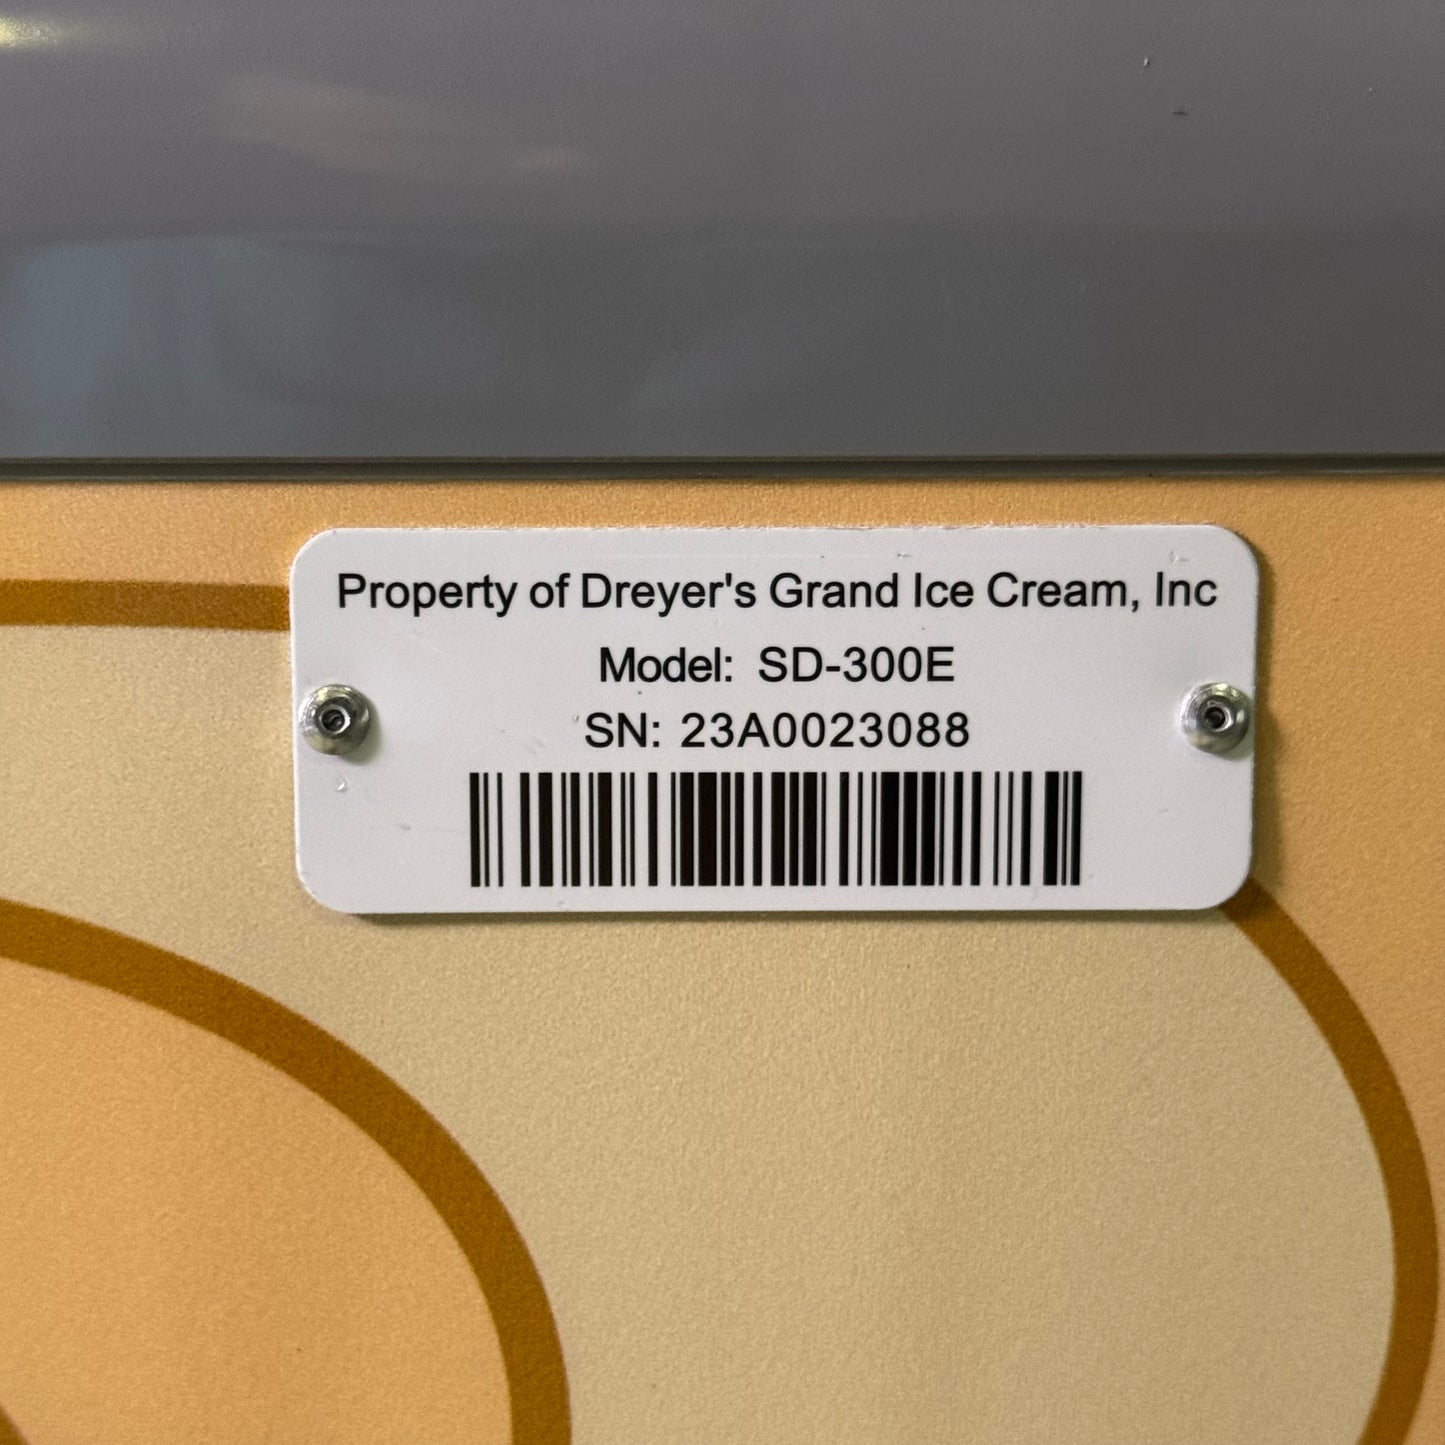 Property of Dreyer's Grand Ice Cream, Inc
Model: SD-300E
SN: 23A0023088